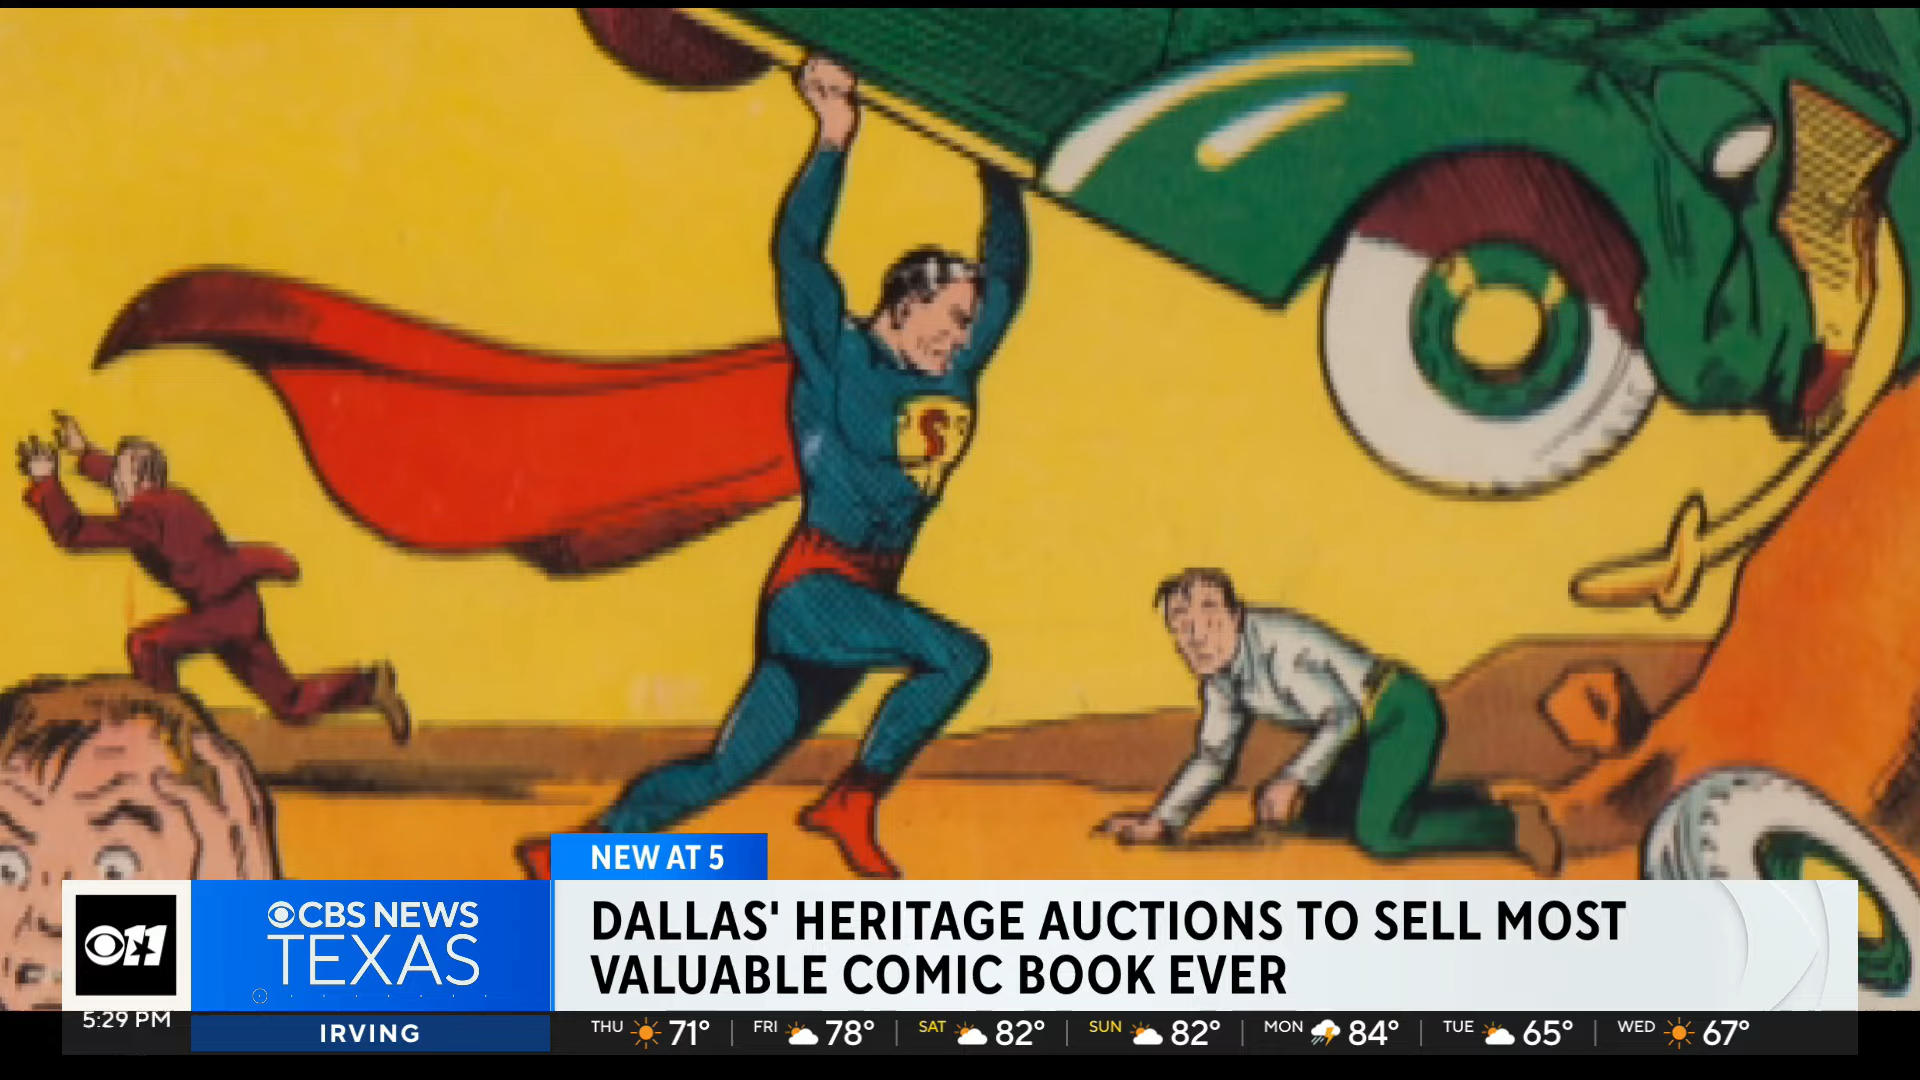 S
NEW AT 5
DALLAS' HERITAGE AUCTIONS TO SELL MOST
VALUABLE COMIC BOOK EVER
11
CBS NEWS
TEXAS
5:29 PM
IRVING
THU 71° FRI 78° SAT 82° SUN 82° MON 84° TUE 65° WED 67°